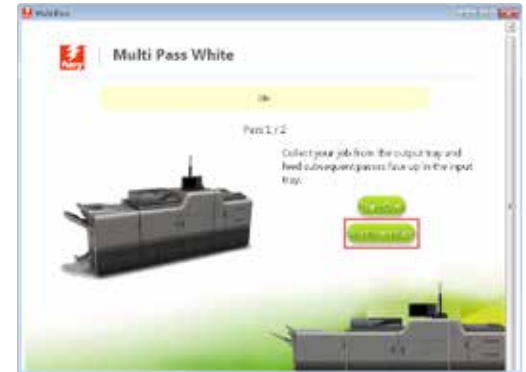 fiery
Multi Pass White
Pass 1 / 2
Collect your job from the output tray and
feed subsequent passes face up in the input
tray.